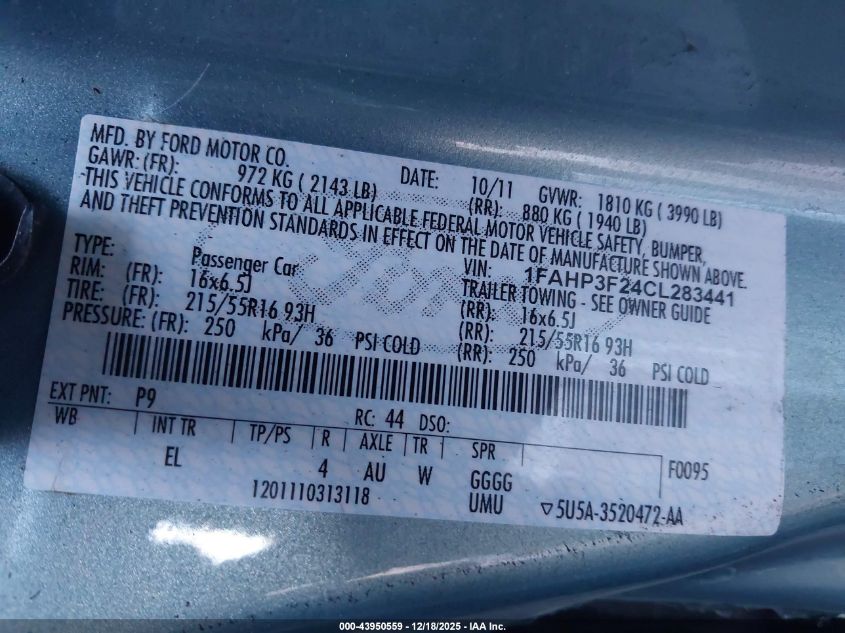 MFD. BY FORD MOTOR CO. DATE: 10/11 GVWR: 1810 KG ( 3990 LB)
GAWR: (FR): 972 KG ( 2143 LB) (RR): 880 KG ( 1940 LB)
THIS VEHICLE CONFORMS TO ALL APPLICABLE FEDERAL MOTOR VEHICLE SAFETY, BUMPER,
AND THEFT PREVENTION STANDARDS IN EFFECT ON THE DATE OF MANUFACTURE SHOWN ABOVE.
VIN: 1FAHP3F24CL283441
TYPE: Passenger Car TRAILER TOWING - SEE OWNER GUIDE
RIM: (FR): 16x6.5J (RR): 16x6.5J
TIRE: (FR): 215/55R16 93H (RR): 215/55R16 93H
PRESSURE: (FR): 250 kPa/ 36 PSI COLD (RR): 250 kPa/ 36 PSI COLD
Ford
EXT PNT: P9 RC: 44 DSO:
WB INT TR TP/PS R AXLE TR SPR F0095
EL 4 AU W GGGG
1201110313118 UMU ▽5U5A-3520472-AA
000-43950559 — 12/18/2025 - IAA Inc.